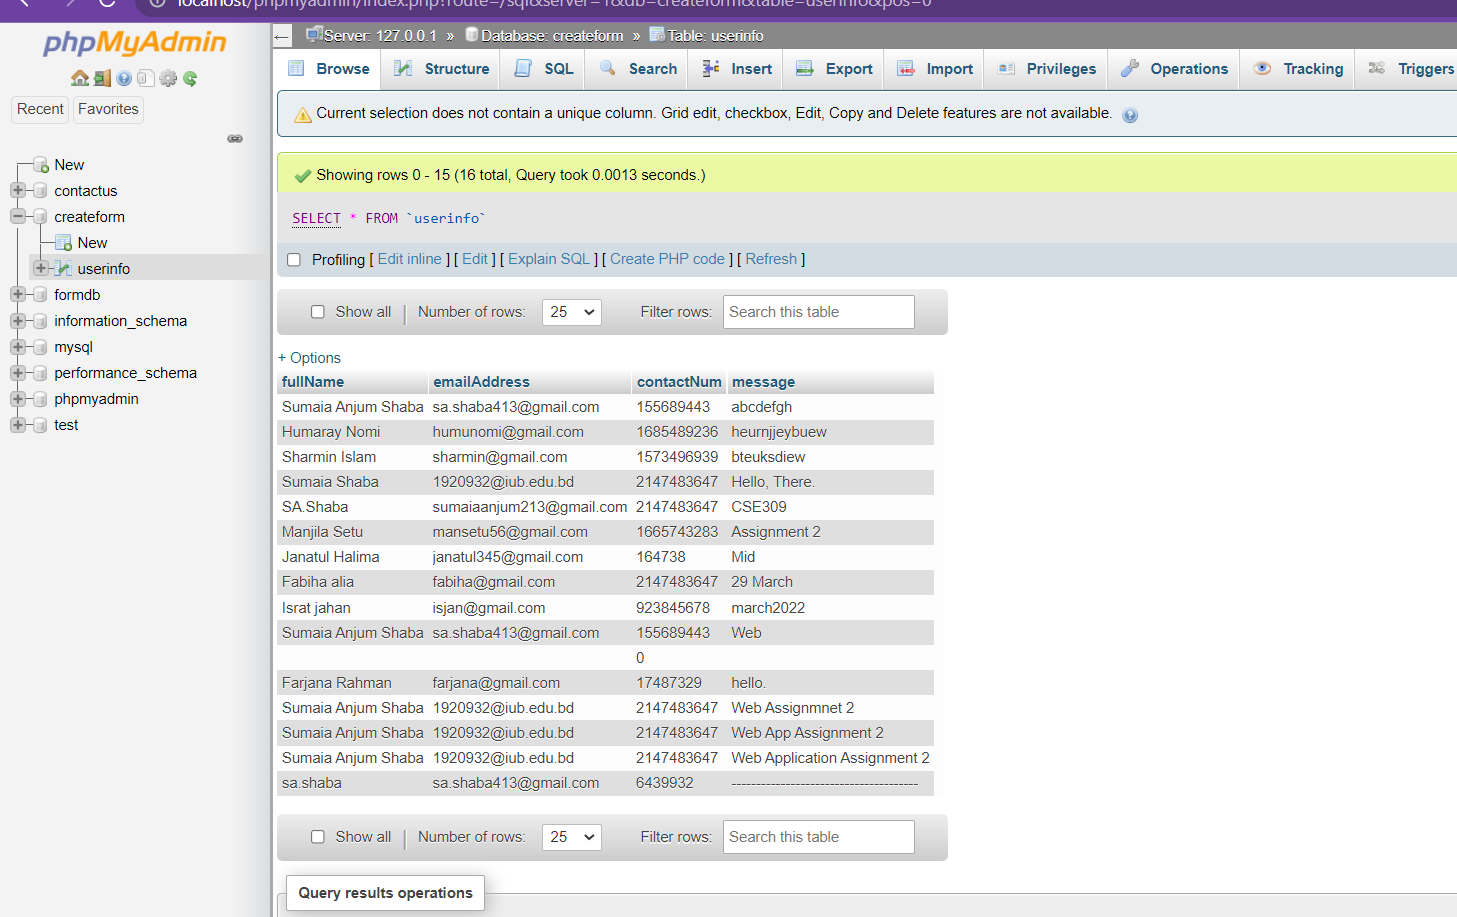 localhost/phpmyadmin/index.php?route=/sql&server=1&db=createform&table=userinfo&pos=0
phpMyAdmin
Recent Favorites
New
contactus
createform
New
userinfo
formdb
information_schema
mysql
performance_schema
phpmyadmin
test
Server: 127.0.0.1 » Database: createform » Table: userinfo
Browse Structure SQL Search Insert Export Import Privileges Operations Tracking Triggers
Current selection does not contain a unique column. Grid edit, checkbox, Edit, Copy and Delete features are not available.
Showing rows 0 - 15 (16 total, Query took 0.0013 seconds.)
SELECT * FROM `userinfo`
Profiling [ Edit inline ] [ Edit ] [ Explain SQL ] [ Create PHP code ] [ Refresh ]
Show all | Number of rows: 25 Filter rows: Search this table
+ Options
fullName emailAddress contactNum message
Sumaia Anjum Shaba sa.shaba413@gmail.com 155689443 abcdefgh
Humaray Nomi humunomi@gmail.com 1685489236 heurnjjeybuew
Sharmin Islam sharmin@gmail.com 1573496939 bteuksdiew
Sumaia Shaba 1920932@iub.edu.bd 2147483647 Hello, There.
SA.Shaba sumaiaanjum213@gmail.com 2147483647 CSE309
Manjila Setu mansetu56@gmail.com 1665743283 Assignment 2
Janatul Halima janatul345@gmail.com 164738 Mid
Fabiha alia fabiha@gmail.com 2147483647 29 March
Israt jahan isjan@gmail.com 923845678 march2022
Sumaia Anjum Shaba sa.shaba413@gmail.com 155689443 Web
0
Farjana Rahman farjana@gmail.com 17487329 hello.
Sumaia Anjum Shaba 1920932@iub.edu.bd 2147483647 Web Assignmnet 2
Sumaia Anjum Shaba 1920932@iub.edu.bd 2147483647 Web App Assignment 2
Sumaia Anjum Shaba 1920932@iub.edu.bd 2147483647 Web Application Assignment 2
sa.shaba sa.shaba413@gmail.com 6439932 ---------------------------------------
Show all | Number of rows: 25 Filter rows: Search this table
Query results operations